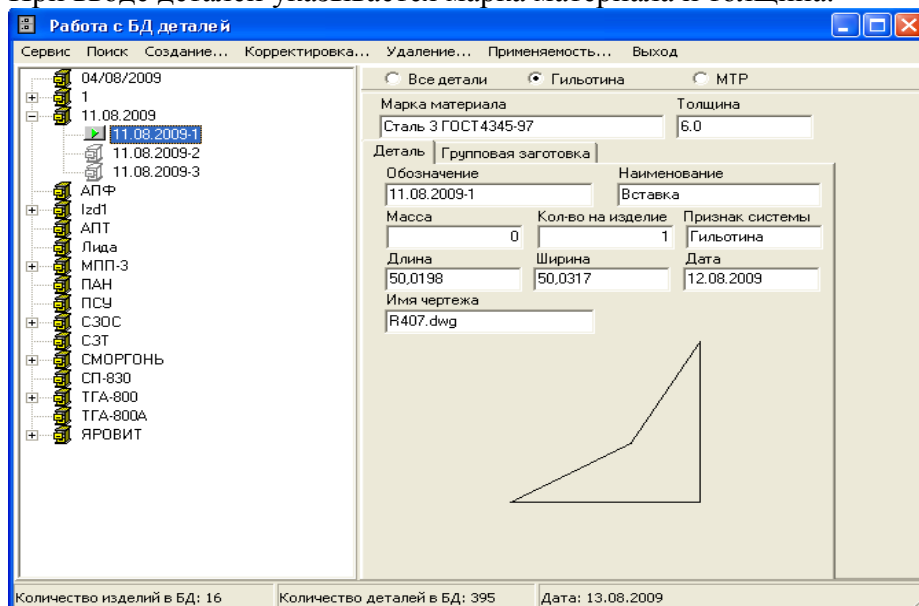 При вводе деталей указывается марка материала и толщина.
Работа с БД деталей
Сервис Поиск Создание... Корректировка... Удаление... Применяемость... Выход
04/08/2009
1
11.08.2009
11.08.2009-1
11.08.2009-2
11.08.2009-3
АПФ
Izd1
АПТ
Лида
МПП-3
ПАН
ПСУ
СЗОС
СЗТ
СМОРГОНЬ
СП-830
ТГА-800
ТГА-800А
ЯРОВИТ
Все детали Гильотина МТР
Марка материала Толщина
Сталь 3 ГОСТ4345-97 6.0
Деталь Групповая заготовка
Обозначение Наименование
11.08.2009-1 Вставка
Масса Кол-во на изделие Признак системы
0 1 Гильотина
Длина Ширина Дата
50,0198 50,0317 12.08.2009
Имя чертежа
R407.dwg
Количество изделий в БД: 16 Количество деталей в БД: 395 Дата: 13.08.2009